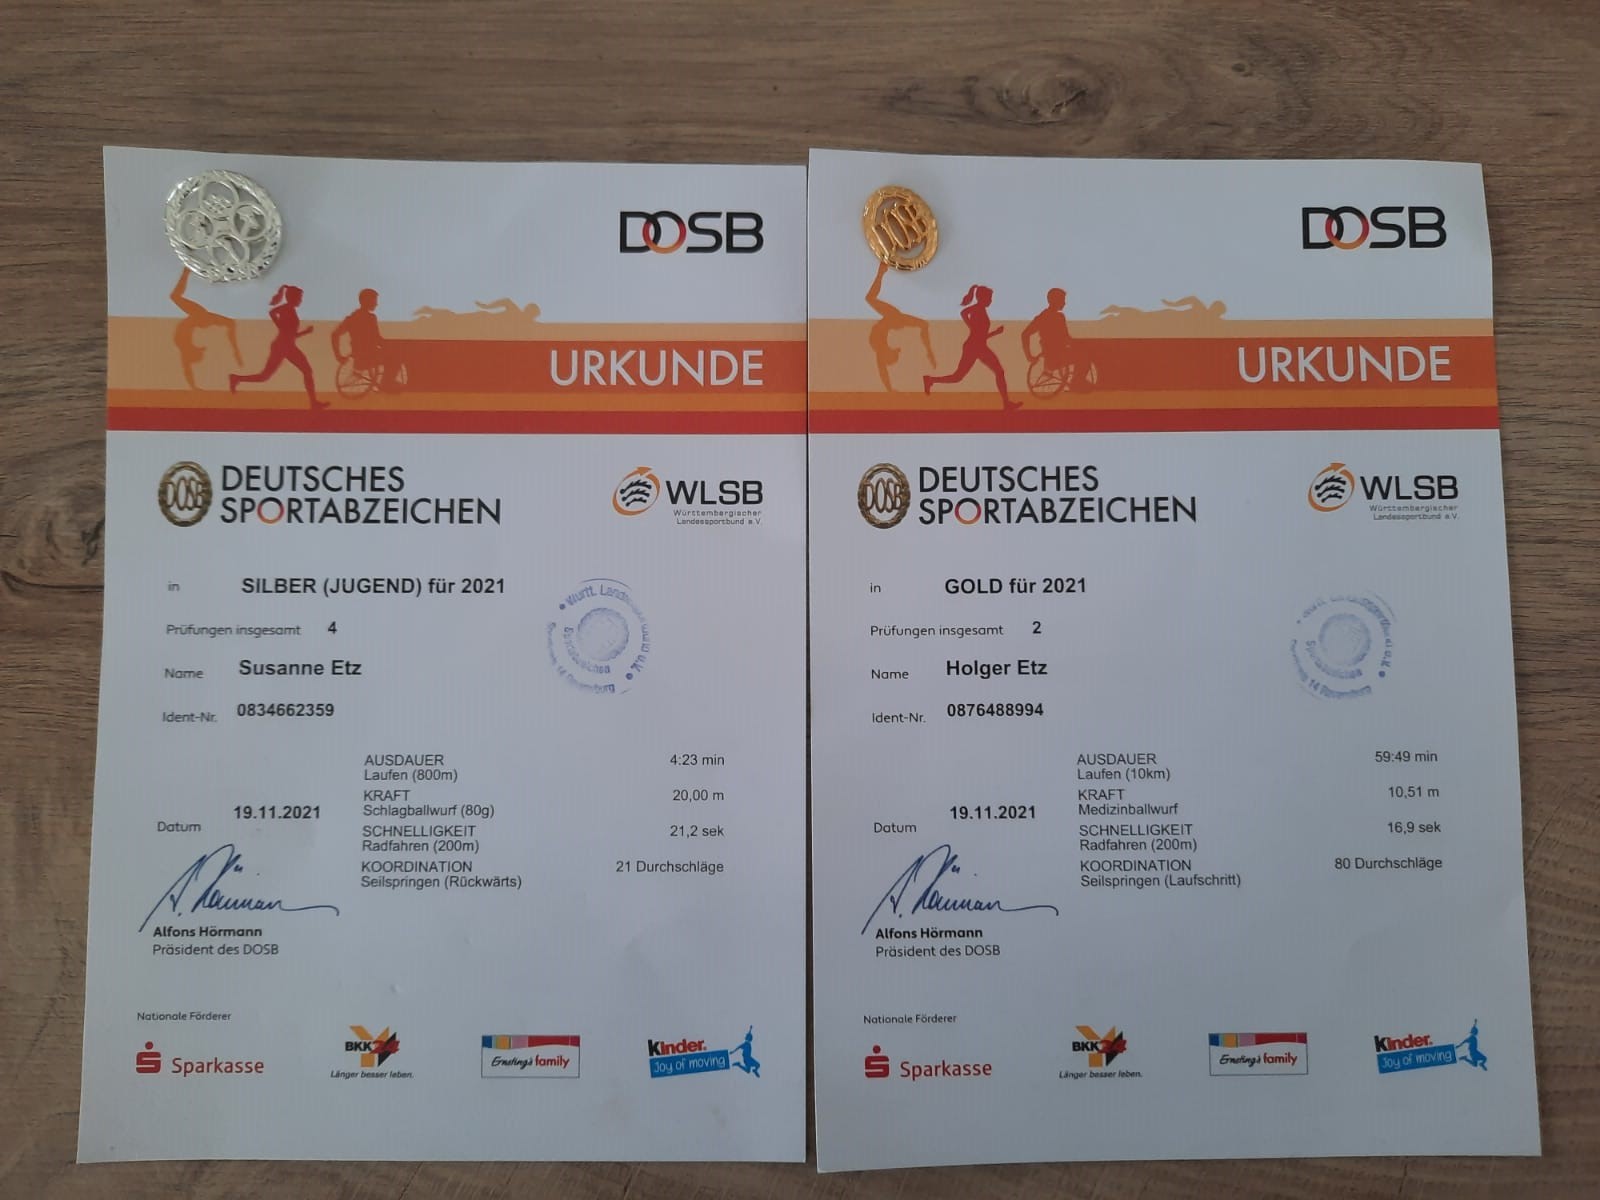 DOSB
URKUNDE
DOSB
DEUTSCHES
SPORTABZEICHEN
WLSB
Württembergischer
Landessportbund e.V.
in SILBER (JUGEND) für 2021
Prüfungen insgesamt 4
Name Susanne Etz
Ident-Nr. 0834662359
AUSDAUER 4:23 min
Laufen (800m)
KRAFT 20,00 m
Schlagballwurf (80g)
Datum 19.11.2021
SCHNELLIGKEIT 21,2 sek
Radfahren (200m)
KOORDINATION 21 Durchschläge
Seilspringen (Rückwärts)
Alfons Hörmann
Präsident des DOSB
Nationale Förderer
Sparkasse
BKK24
Länger besser leben.
Ernsting's family
Kinder.
Joy of moving
DOSB
DOSB
URKUNDE
DOSB
DEUTSCHES
SPORTABZEICHEN
WLSB
Württembergischer
Landessportbund e.V.
in GOLD für 2021
Prüfungen insgesamt 2
Name Holger Etz
Ident-Nr. 0876488994
AUSDAUER 59:49 min
Laufen (10km)
KRAFT 10,51 m
Medizinballwurf
Datum 19.11.2021
SCHNELLIGKEIT 16,9 sek
Radfahren (200m)
KOORDINATION 80 Durchschläge
Seilspringen (Laufschritt)
Alfons Hörmann
Präsident des DOSB
Nationale Förderer
Sparkasse
BKK24
Länger besser leben.
Ernsting's family
Kinder.
Joy of moving